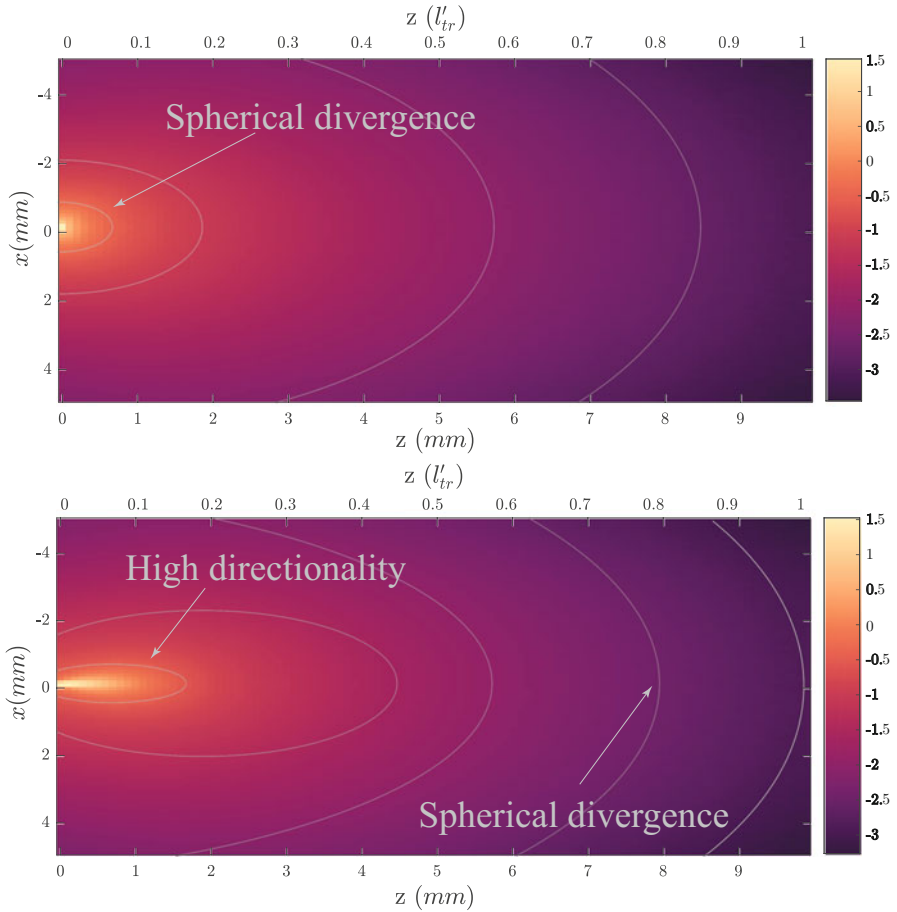 z (l'tr)
0 0.1 0.2 0.3 0.4 0.5 0.6 0.7 0.8 0.9 1
Spherical divergence
x(mm)
-4
-2
0
2
4
0 1 2 3 4 5 6 7 8 9
z (mm)
1.5
1
0.5
0
-0.5
-1
-1.5
-2
-2.5
-3
z (l'tr)
0 0.1 0.2 0.3 0.4 0.5 0.6 0.7 0.8 0.9 1
High directionality
Spherical divergence
x(mm)
-4
-2
0
2
4
0 1 2 3 4 5 6 7 8 9
z (mm)
1.5
1
0.5
0
-0.5
-1
-1.5
-2
-2.5
-3